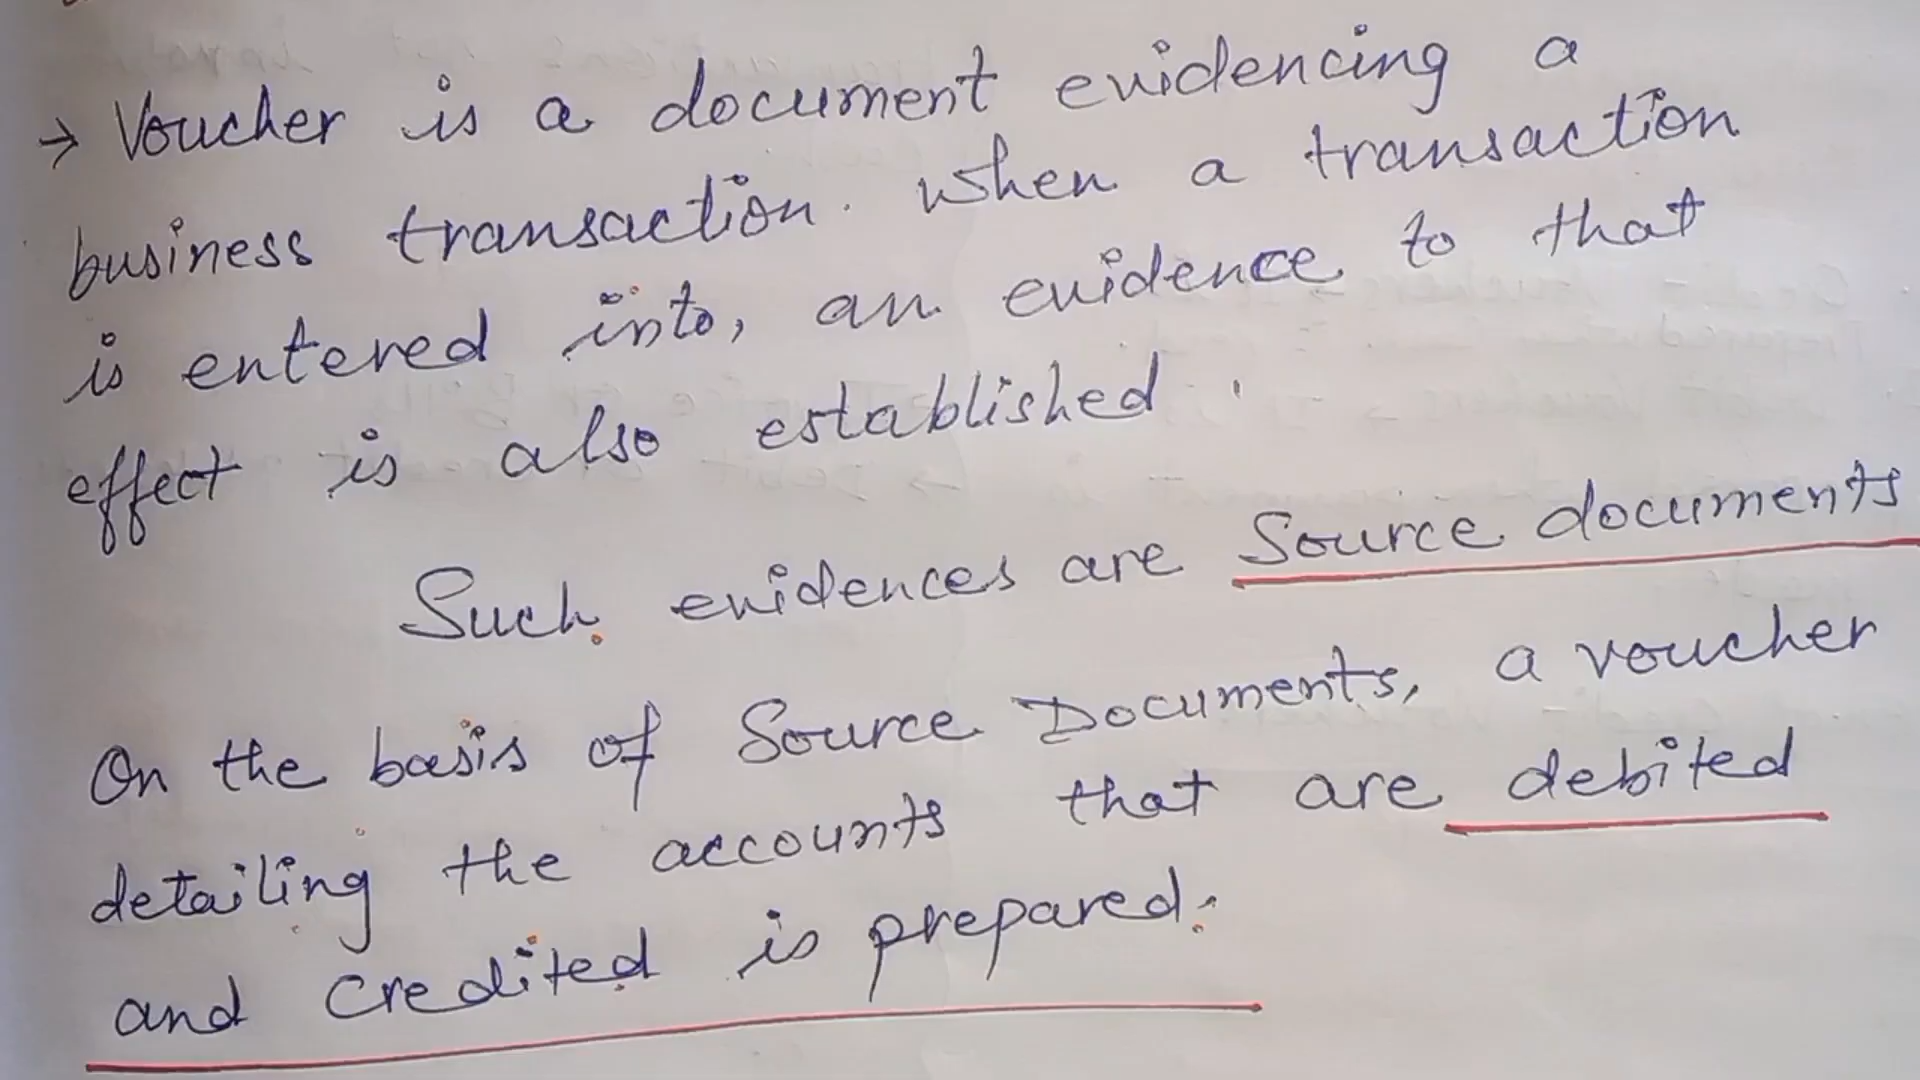 → Voucher is a document evidencing a
business transaction. When a transaction
is entered into, an evidence to that
effect is also established.
Such evidences are Source documents
On the basis of Source Documents, a voucher
detailing the accounts that are debited
and credited is prepared.